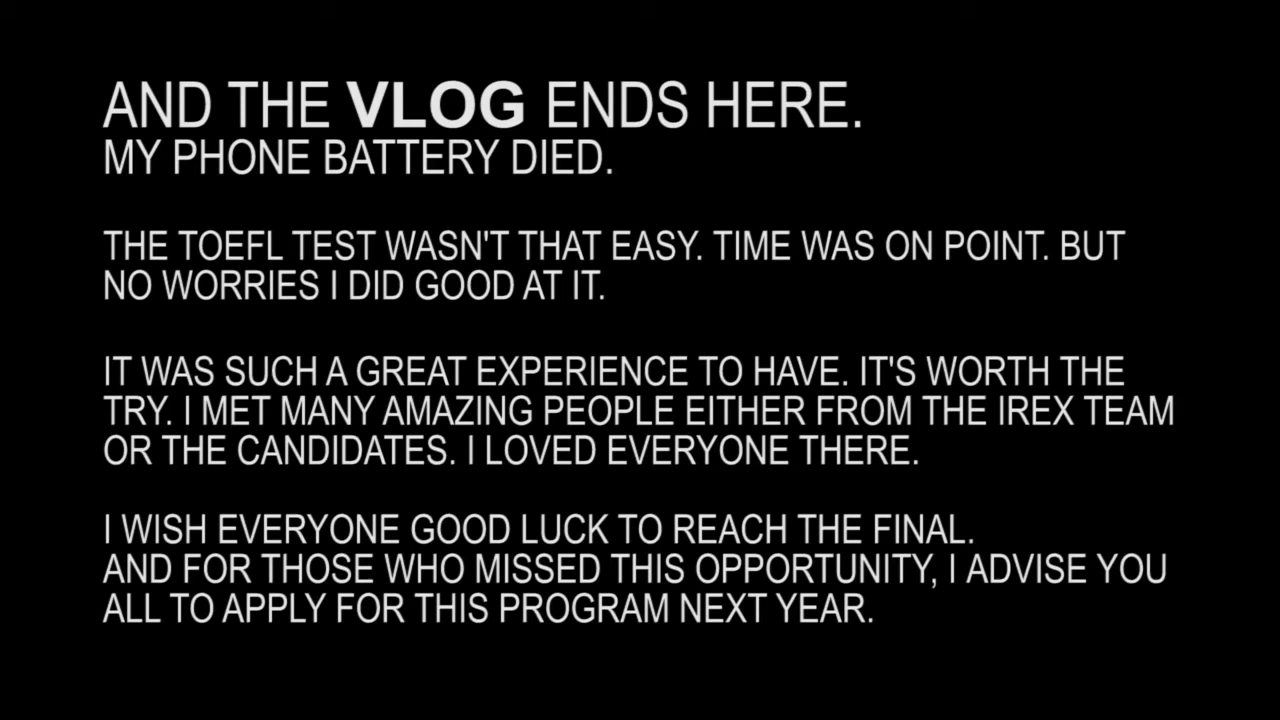 AND THE VLOG ENDS HERE.
MY PHONE BATTERY DIED.
THE TOEFL TEST WASN'T THAT EASY. TIME WAS ON POINT. BUT
NO WORRIES I DID GOOD AT IT.
IT WAS SUCH A GREAT EXPERIENCE TO HAVE. IT'S WORTH THE
TRY. I MET MANY AMAZING PEOPLE EITHER FROM THE IREX TEAM
OR THE CANDIDATES. I LOVED EVERYONE THERE.
I WISH EVERYONE GOOD LUCK TO REACH THE FINAL.
AND FOR THOSE WHO MISSED THIS OPPORTUNITY, I ADVISE YOU
ALL TO APPLY FOR THIS PROGRAM NEXT YEAR.